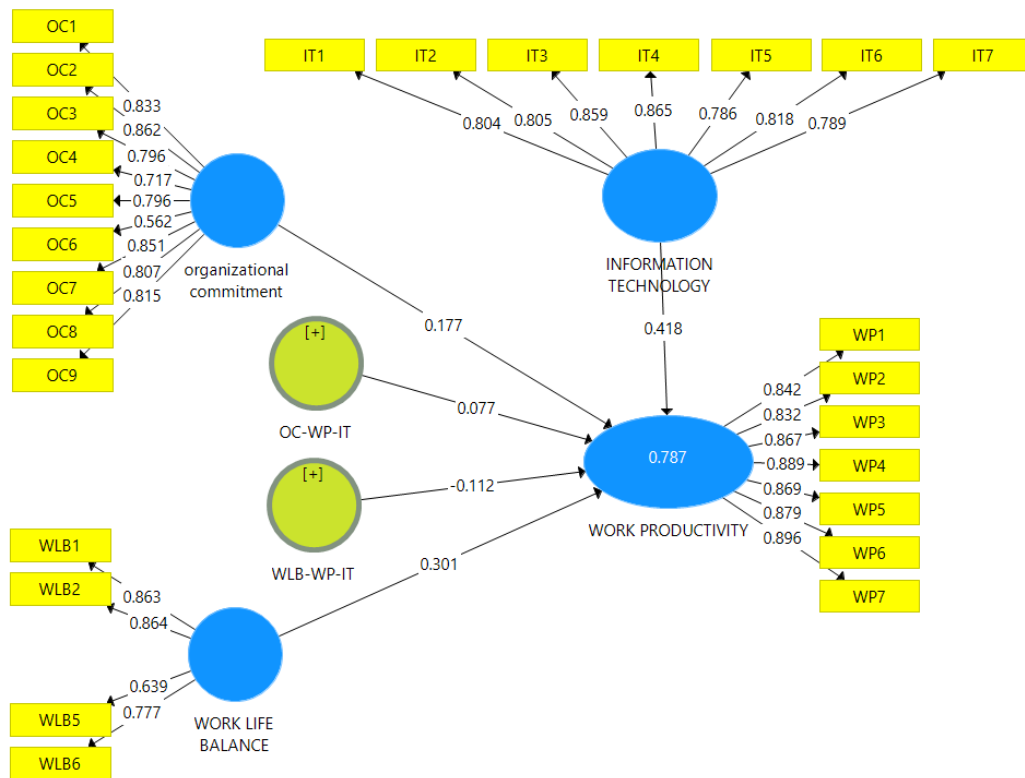 OC1
OC2
OC3
OC4
OC5
OC6
OC7
OC8
OC9
0.833
0.862
0.796
0.717
0.796
0.562
0.851
0.807
0.815
organizational
commitment
IT1
IT2
IT3
IT4
IT5
IT6
IT7
0.804
0.805
0.859
0.865
0.786
0.818
0.789
INFORMATION
TECHNOLOGY
0.177
0.418
[+]
OC-WP-IT
0.077
[+]
WLB-WP-IT
-0.112
0.301
0.787
WORK PRODUCTIVITY
0.842
0.832
0.867
0.889
0.869
0.879
0.896
WP1
WP2
WP3
WP4
WP5
WP6
WP7
WLB1
WLB2
WLB5
WLB6
0.863
0.864
0.639
0.777
WORK LIFE
BALANCE